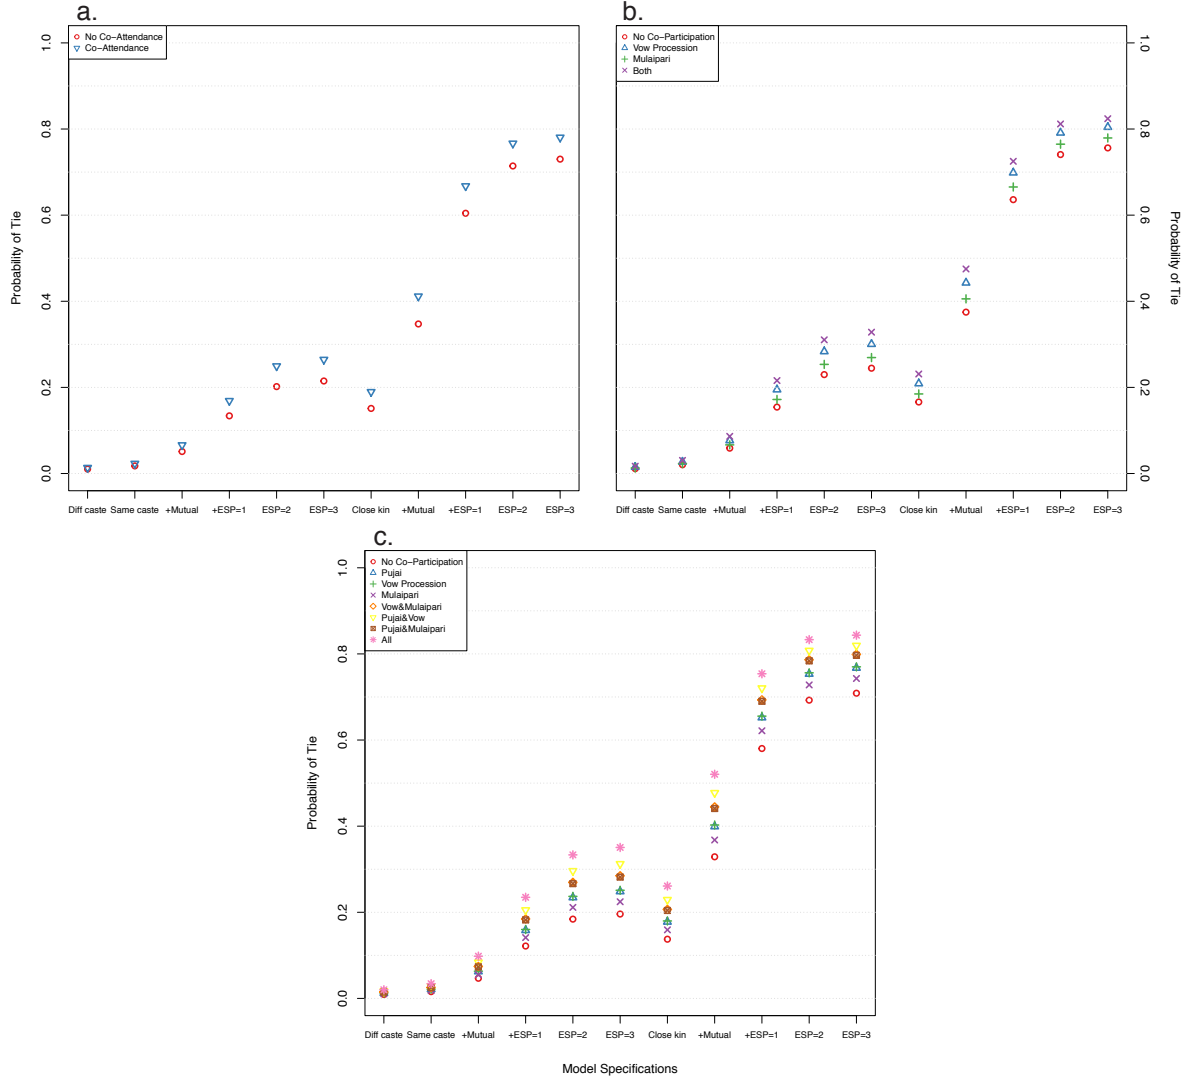 a.
No Co−Attendance
Co−Attendance
1.0
0.8
0.6
0.4
0.2
0.0
Probability of Tie
Diff caste Same caste +Mutual +ESP=1 ESP=2 ESP=3 Close kin +Mutual +ESP=1 ESP=2 ESP=3
b.
No Co−Participation
Vow Procession
Mulaipari
Both
1.0
0.8
0.6
0.4
0.2
0.0
Probability of Tie
Diff caste Same caste +Mutual +ESP=1 ESP=2 ESP=3 Close kin +Mutual +ESP=1 ESP=2 ESP=3
c.
No Co−Participation
Pujai
Vow Procession
Mulaipari
Vow&Mulaipari
Pujai&Vow
Pujai&Mulaipari
All
1.0
0.8
0.6
0.4
0.2
0.0
Probability of Tie
Diff caste Same caste +Mutual +ESP=1 ESP=2 ESP=3 Close kin +Mutual +ESP=1 ESP=2 ESP=3
Model Specifications